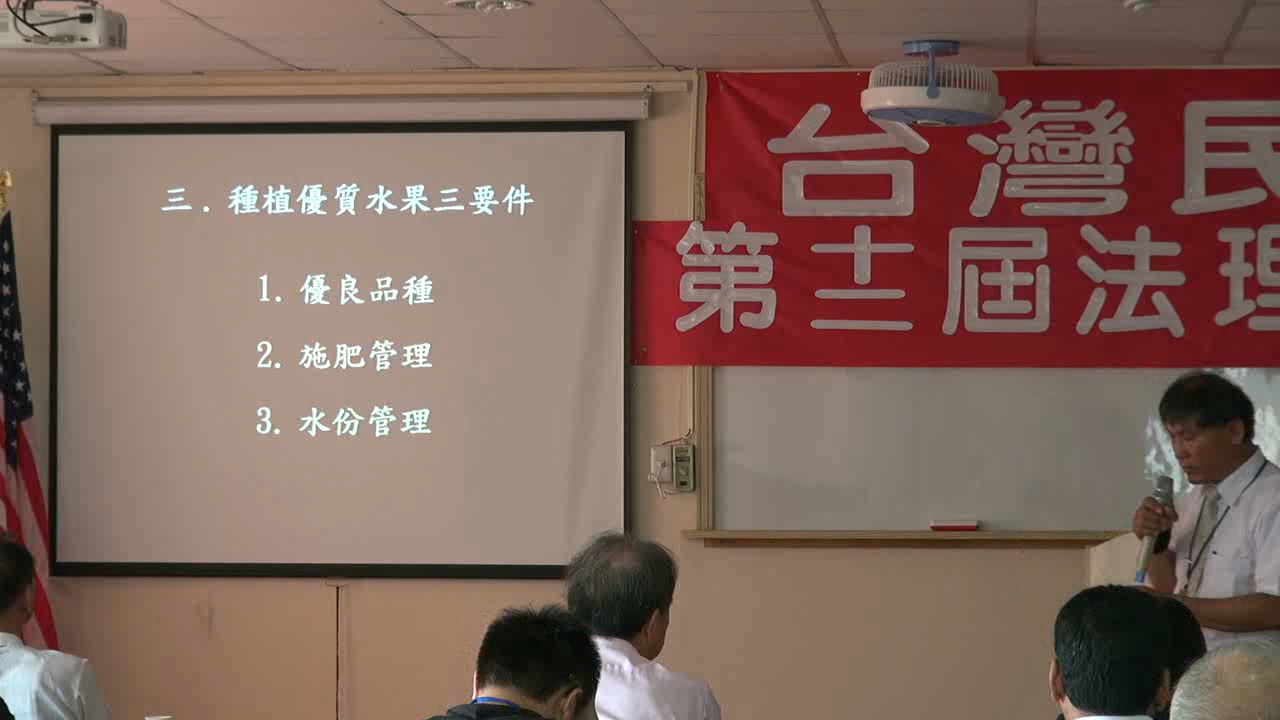 三. 種植優質水果三要件
1. 優良品種
2. 施肥管理
3. 水份管理
台灣民
第十二屆法理